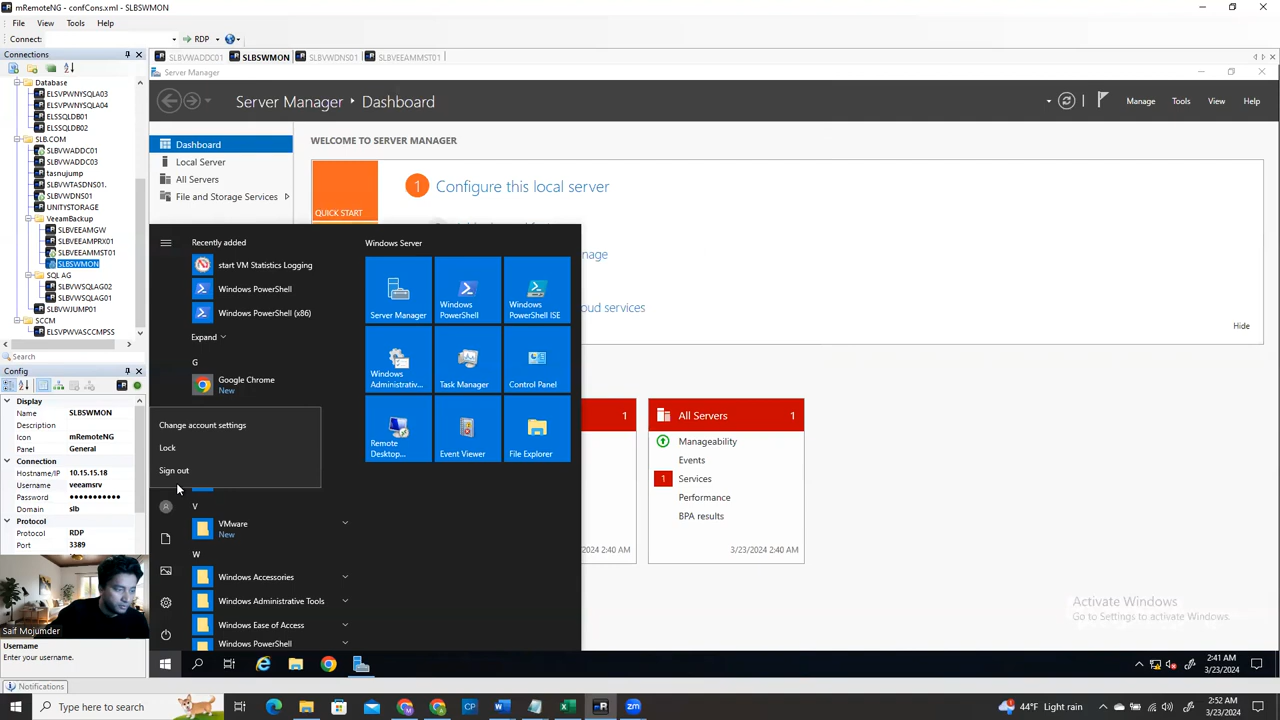 mRemoteNG - confCons.xml - SLBSWMON
File View Tools Help
Connect: RDP
Connections
SLBVWADDC01 SLBSWMON SLBVWDNS01 SLBVEEAMMST01
Server Manager
Server Manager • Dashboard
Manage Tools View Help
Database
ELSVPWNYSQLA03
ELSVPWNYSQLA04
ELSSQLDB01
ELSSQLDB02
SLB.COM
SLBVWADDC01
SLBVWADDC03
tasnujump
SLBVWTASDNS01.
SLBVWDNS01
UNITYSTORAGE
VeeamBackup
SLBVEEAMGW
SLBVEEAMPRX01
SLBVEEAMMST01
SLBSWMON
SQL AG
SLBVWSQLAG02
SLBVWSQLAG01
SLBVWJUMP01
SCCM
ELSVPWVASCCMPSS
Search
Config
Display
Name SLBSWMON
Description
Icon mRemoteNG
Panel General
Connection
Hostname/IP 10.15.15.18
Username veeamsrv
Password ●●●●●●●●●●●
Domain slb
Protocol
Protocol RDP
Port 3389
Saif Mojumder
Username
Enter your username.
Notifications
Dashboard
Local Server
All Servers
File and Storage Services
WELCOME TO SERVER MANAGER
QUICK START
1 Configure this local server
nage
oud services
Hide
Recently added
start VM Statistics Logging
Windows PowerShell
Windows PowerShell (x86)
Expand
G
Google Chrome
New
Change account settings
Lock
Sign out
V
VMware
New
W
Windows Accessories
Windows Administrative Tools
Windows Ease of Access
Windows PowerShell
Windows Server
Server Manager
Windows PowerShell
Windows PowerShell ISE
Windows Administrativ...
Task Manager
Control Panel
Remote Desktop...
Event Viewer
File Explorer
1
3/23/2024 2:40 AM
All Servers 1
Manageability
Events
1 Services
Performance
BPA results
3/23/2024 2:40 AM
Activate Windows
Go to Settings to activate Windows.
2:41 AM
3/23/2024
Type here to search
44°F Light rain
2:52 AM
3/23/2024